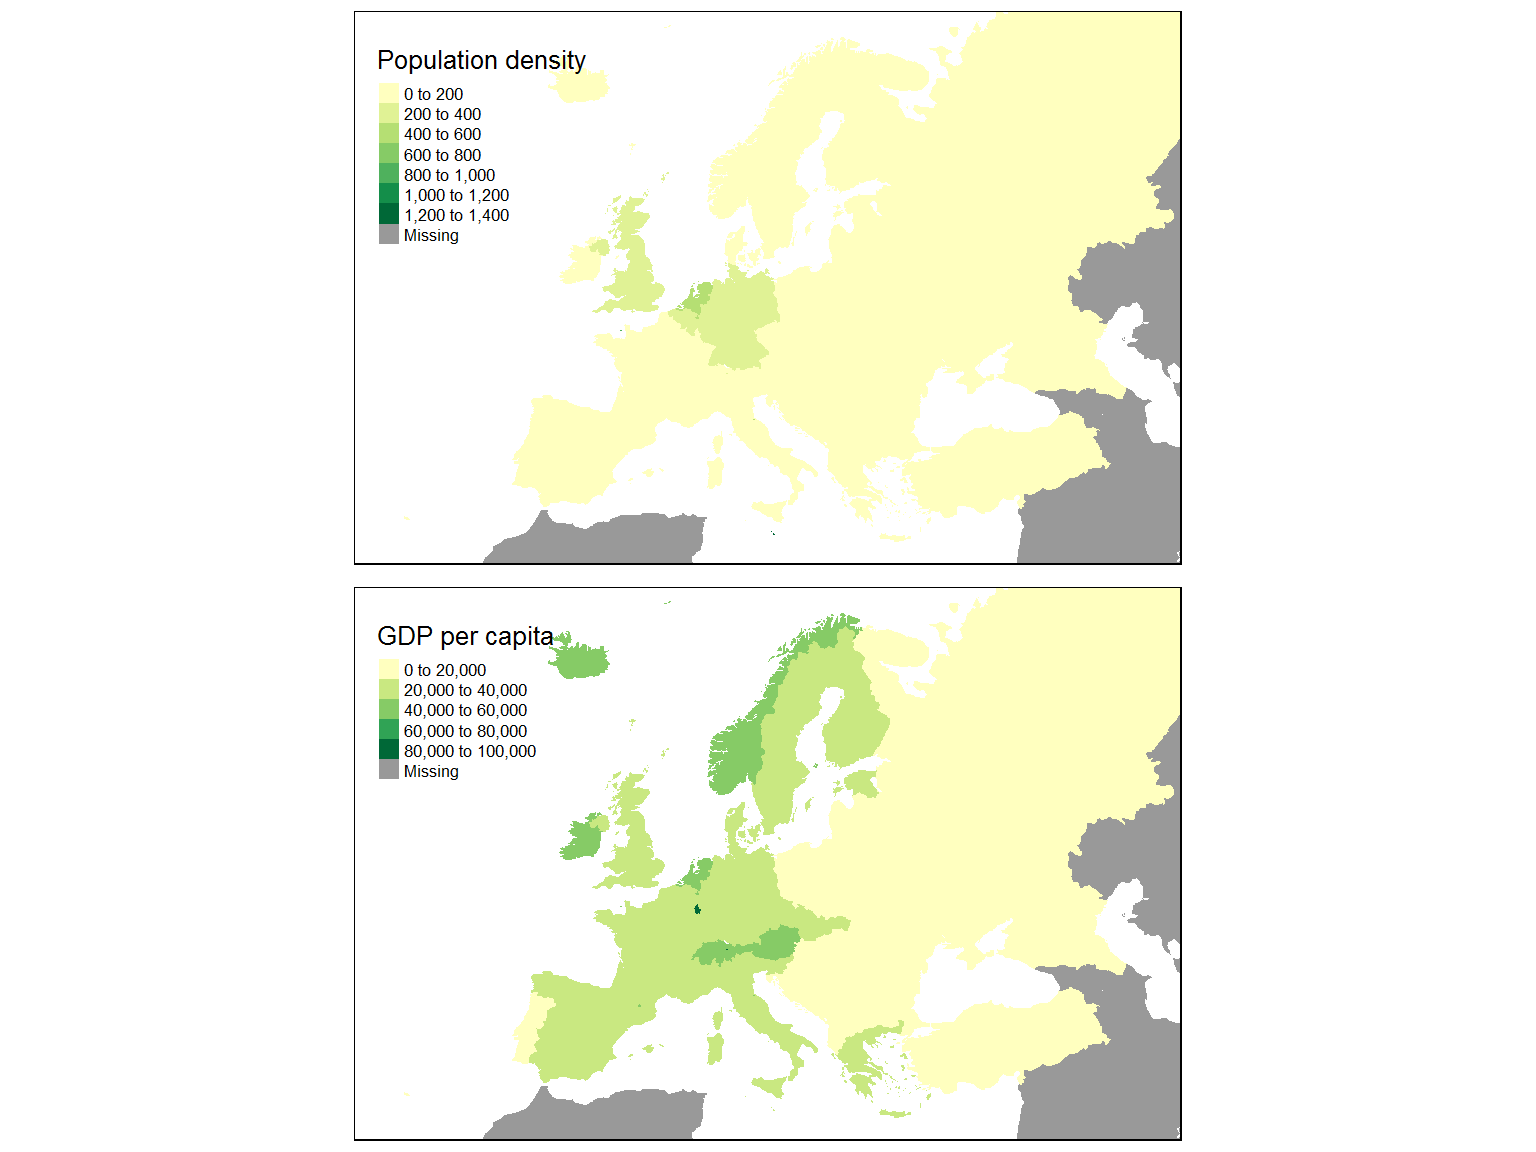 Population density
0 to 200
200 to 400
400 to 600
600 to 800
800 to 1,000
1,000 to 1,200
1,200 to 1,400
Missing
GDP per capita
0 to 20,000
20,000 to 40,000
40,000 to 60,000
60,000 to 80,000
80,000 to 100,000
Missing